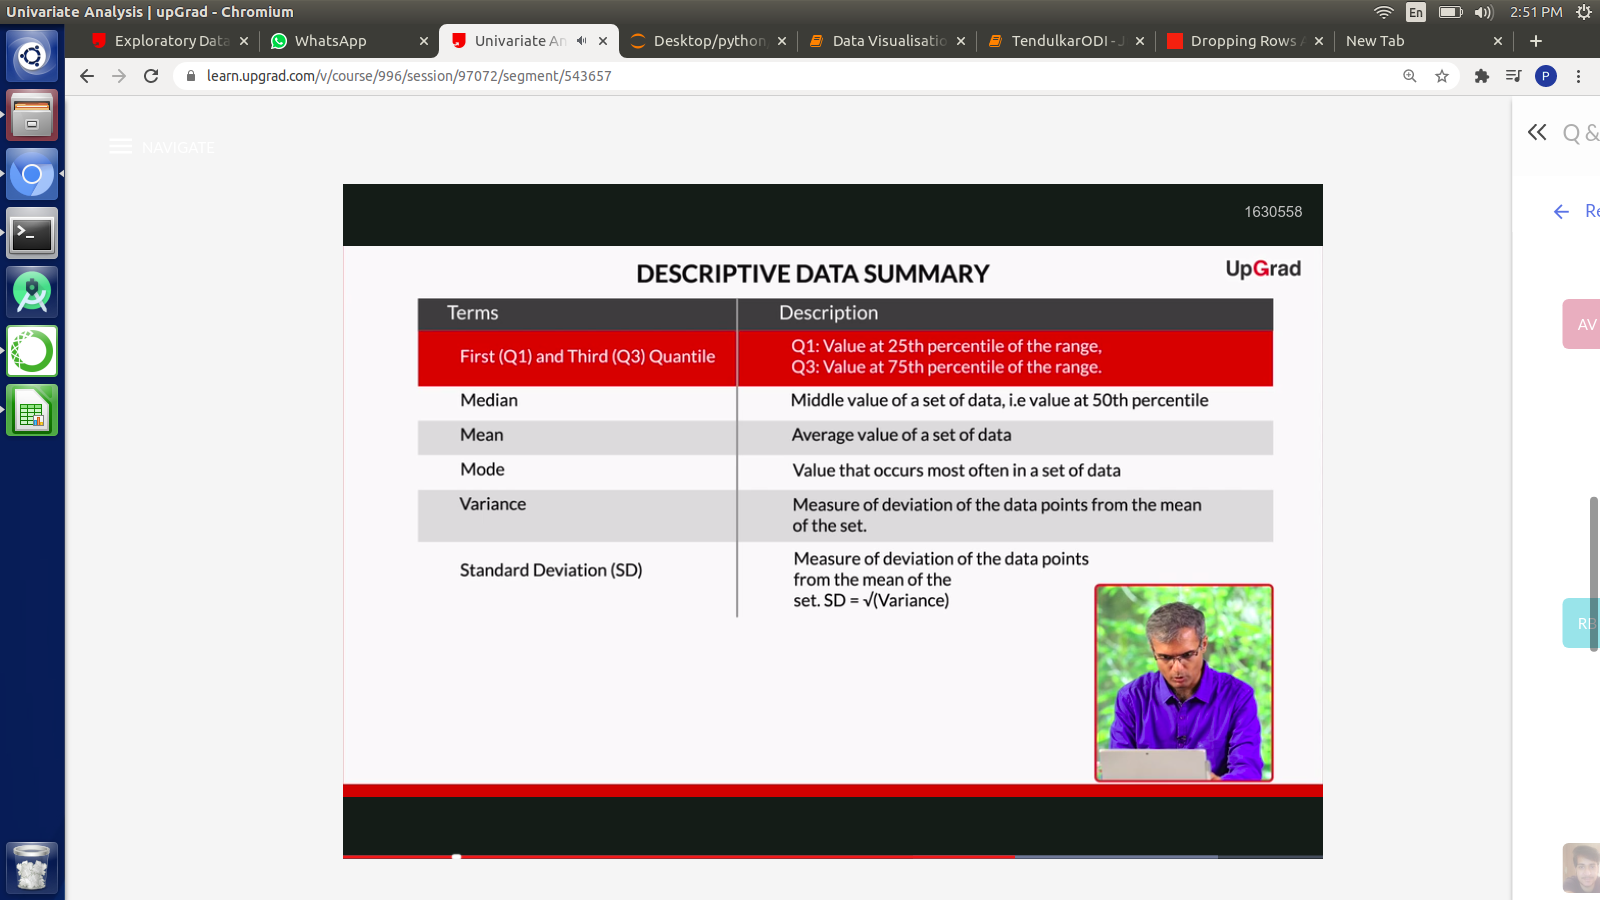 Univariate Analysis | upGrad - Chromium
En
2:51 PM
Exploratory Data
WhatsApp
Univariate An
Desktop/python
Data Visualisatio
TendulkarODI - J
Dropping Rows
New Tab
learn.upgrad.com/v/course/996/session/97072/segment/543657
P
NAVIGATE
Q &
Re
1630558
DESCRIPTIVE DATA SUMMARY
UpGrad
Terms
Description
First (Q1) and Third (Q3) Quantile
Q1: Value at 25th percentile of the range,
Q3: Value at 75th percentile of the range.
Median
Middle value of a set of data, i.e value at 50th percentile
Mean
Average value of a set of data
Mode
Value that occurs most often in a set of data
Variance
Measure of deviation of the data points from the mean
of the set.
Standard Deviation (SD)
Measure of deviation of the data points
from the mean of the
set. SD = √(Variance)
AV
RB